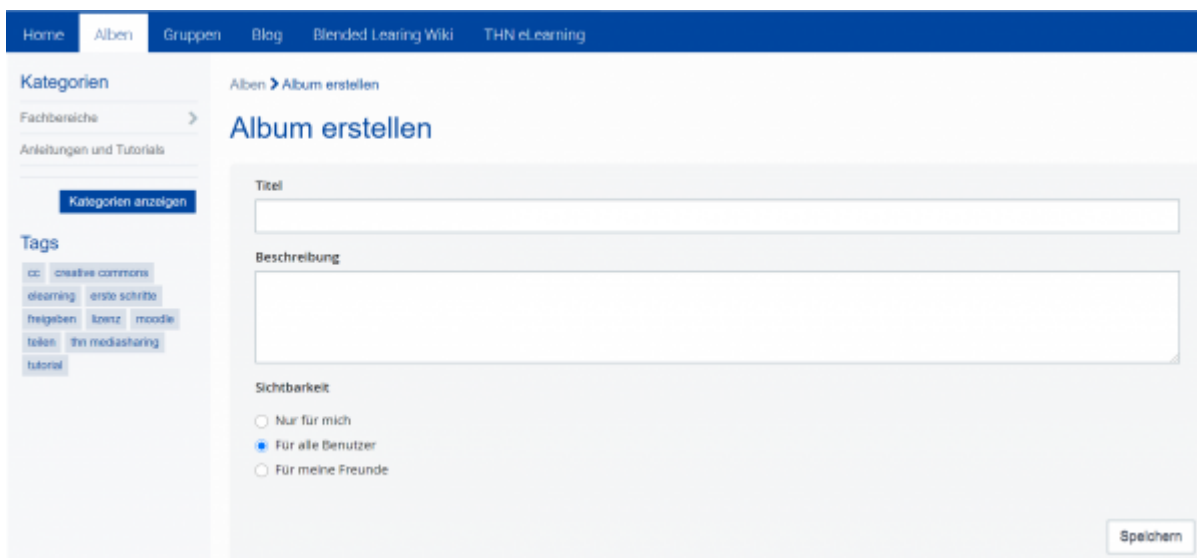 Home Alben Gruppen Blog Blended Learing Wiki THN eLearning
Kategorien
Fachbereiche
Anleitungen und Tutorials
Kategorien anzeigen
Tags
cc creative commons
elearning erste schritte
freigeben lizenz moodle
teilen thn mediasharing
tutorial
Alben > Album erstellen
Album erstellen
Titel
Beschreibung
Sichtbarkeit
Nur für mich
Für alle Benutzer
Für meine Freunde
Speichern